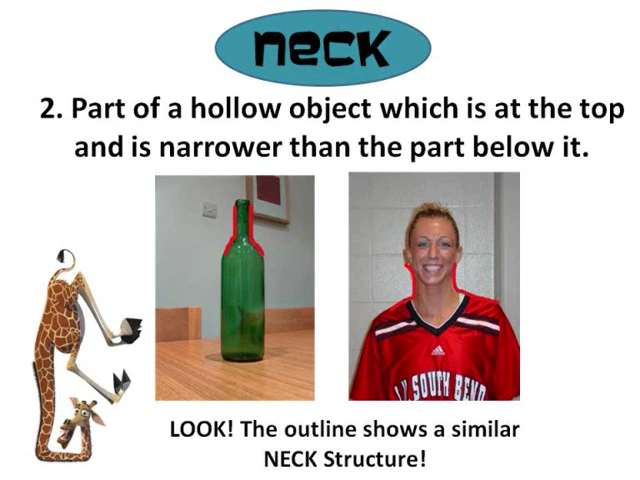 neck
2. Part of a hollow object which is at the top
and is narrower than the part below it.
SOUTH BEND
LOOK! The outline shows a similar
NECK Structure!